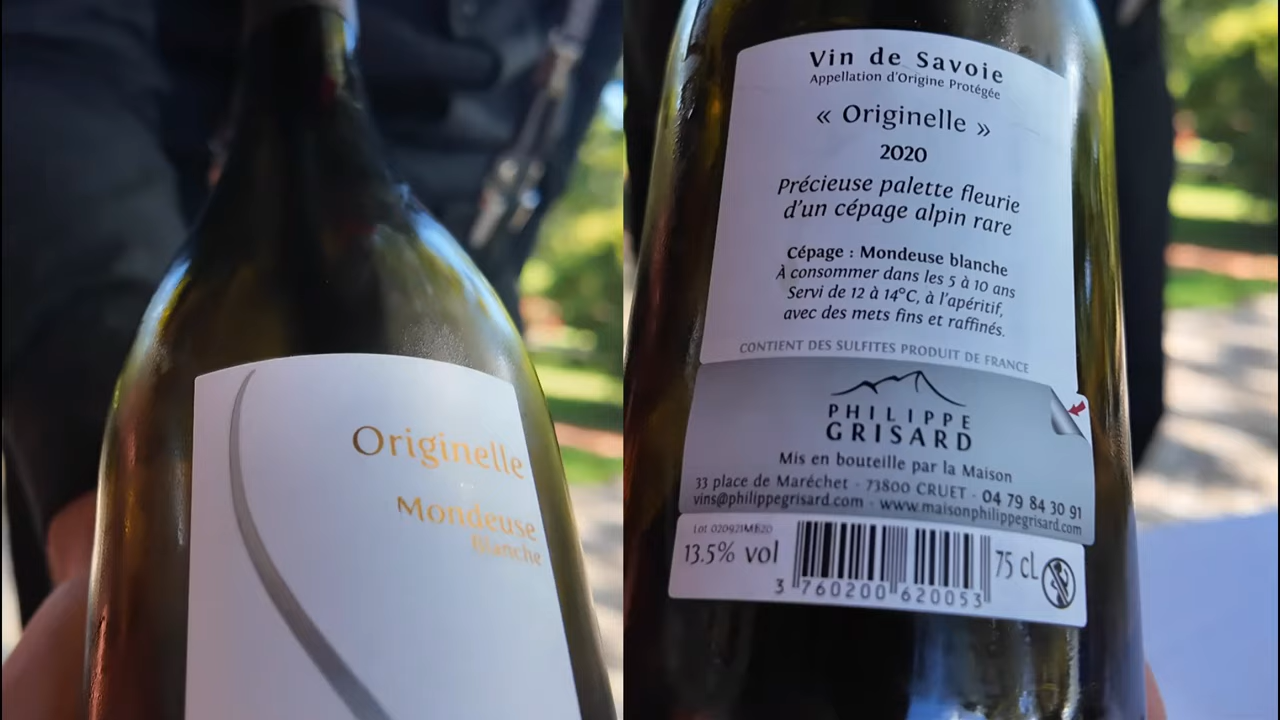 Originelle
Mondeuse
Blanche
Vin de Savoie
Appellation d'Origine Protégée
« Originelle »
2020
Précieuse palette fleurie
d'un cépage alpin rare
Cépage : Mondeuse blanche
À consommer dans les 5 à 10 ans
Servi de 12 à 14°C, à l'apéritif,
avec des mets fins et raffinés.
CONTIENT DES SULFITES PRODUIT DE FRANCE
PHILIPPE
GRISARD
Mis en bouteille par la Maison
33 place de Maréchet - 73800 CRUET - 04 79 84 30 91
vins@philippegrisard.com - www.maisonphilippegrisard.com
Lot 020921MB20
13.5% vol
75 cL
3 760200 620053